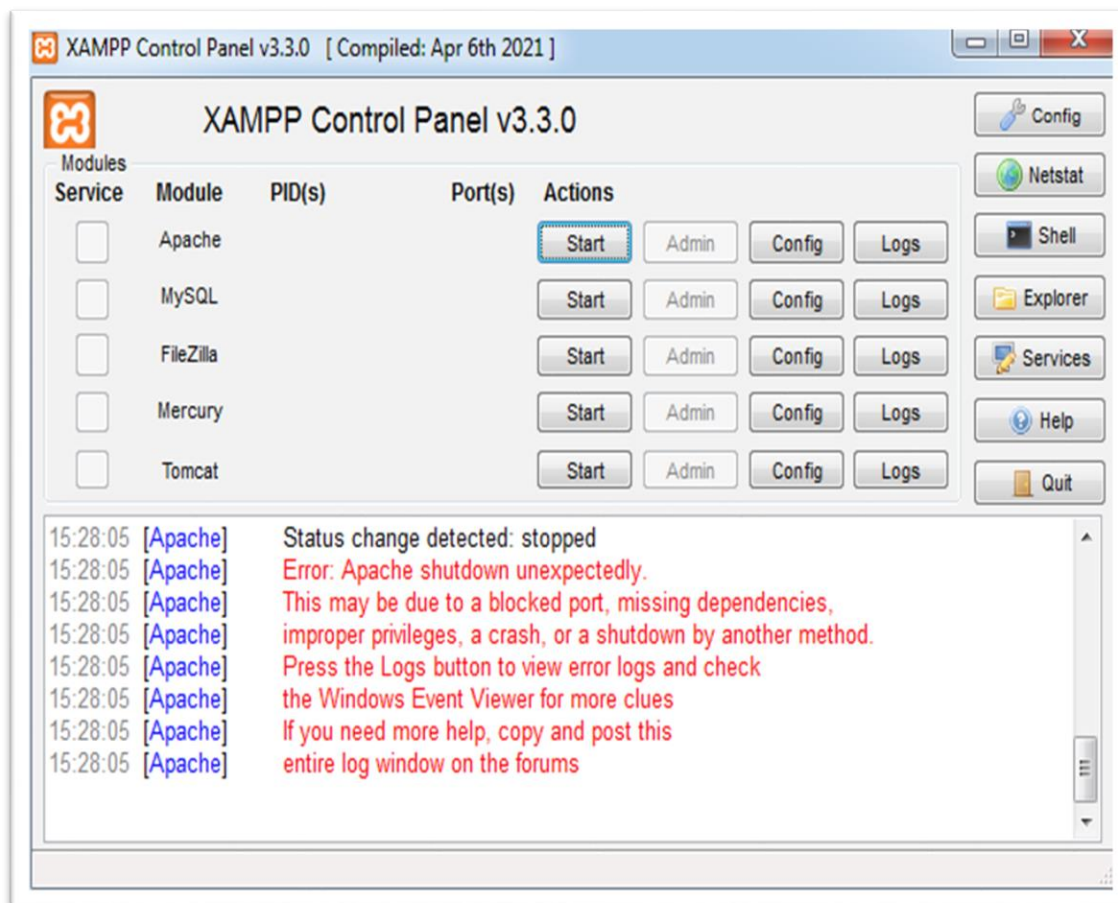 XAMPP Control Panel v3.3.0 [ Compiled: Apr 6th 2021 ]
XAMPP Control Panel v3.3.0
Config
Modules
Service Module PID(s) Port(s) Actions
Netstat
Apache Start Admin Config Logs
Shell
MySQL Start Admin Config Logs
Explorer
FileZilla Start Admin Config Logs
Services
Mercury Start Admin Config Logs
Help
Tomcat Start Admin Config Logs
Quit
15:28:05 [Apache] Status change detected: stopped
15:28:05 [Apache] Error: Apache shutdown unexpectedly.
15:28:05 [Apache] This may be due to a blocked port, missing dependencies,
15:28:05 [Apache] improper privileges, a crash, or a shutdown by another method.
15:28:05 [Apache] Press the Logs button to view error logs and check
15:28:05 [Apache] the Windows Event Viewer for more clues
15:28:05 [Apache] If you need more help, copy and post this
15:28:05 [Apache] entire log window on the forums